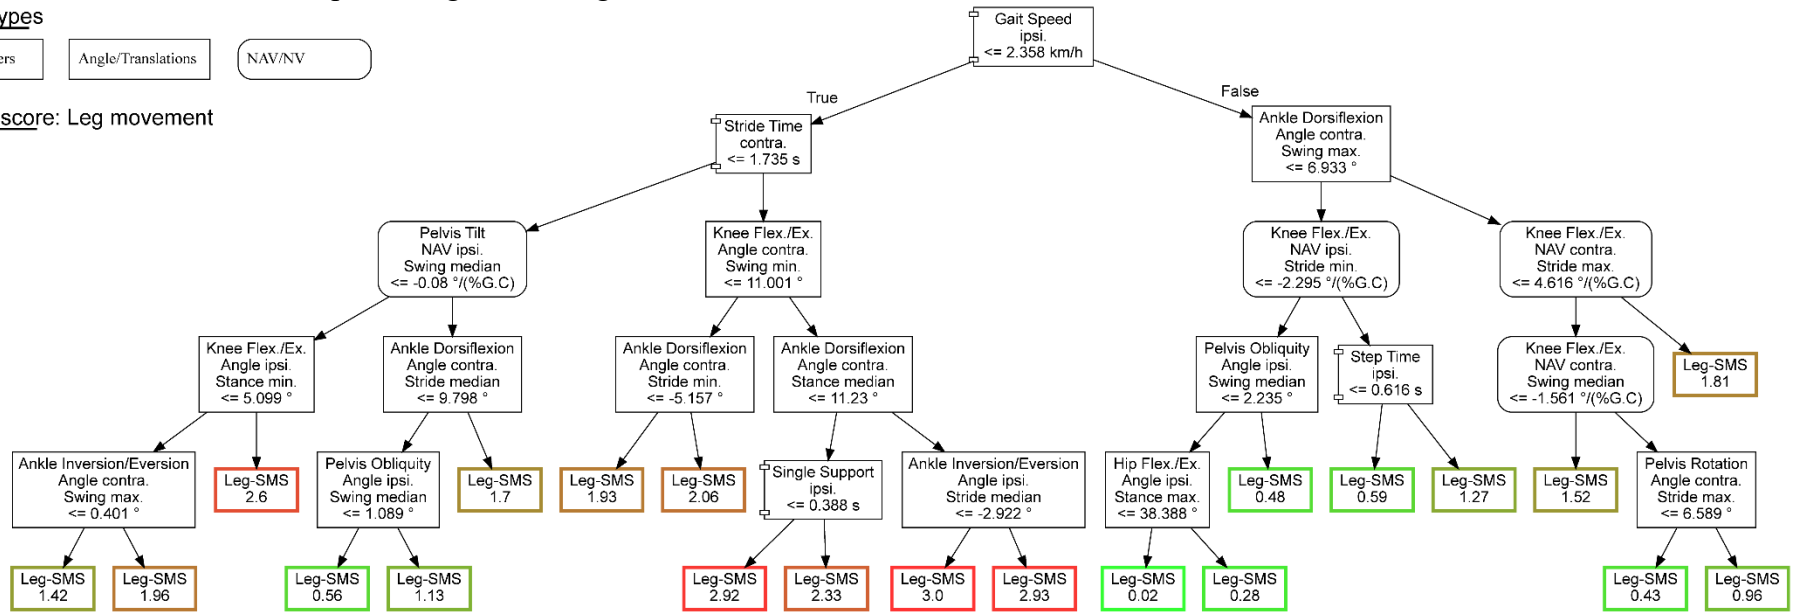 ypes
ers
Angle/Translations
NAV/NV
score: Leg movement
Gait Speed
ipsi.
<= 2.358 km/h
True
False
Stride Time
contra.
<= 1.735 s
Ankle Dorsiflexion
Angle contra.
Swing max.
<= 6.933 °
Pelvis Tilt
NAV ipsi.
Swing median
<= -0.08 °/(%G.C)
Knee Flex./Ex.
Angle contra.
Swing min.
<= 11.001 °
Knee Flex./Ex.
NAV ipsi.
Stride min.
<= -2.295 °/(%G.C)
Knee Flex./Ex.
NAV contra.
Stride max.
<= 4.616 °/(%G.C)
Knee Flex./Ex.
Angle ipsi.
Stance min.
<= 5.099 °
Ankle Dorsiflexion
Angle contra.
Stride median
<= 9.798 °
Ankle Dorsiflexion
Angle contra.
Stride min.
<= -5.157 °
Ankle Dorsiflexion
Angle contra.
Stance median
<= 11.23 °
Pelvis Obliquity
Angle ipsi.
Swing median
<= 2.235 °
Step Time
ipsi.
<= 0.616 s
Knee Flex./Ex.
NAV contra.
Swing median
<= -1.561 °/(%G.C)
Leg-SMS
1.81
Ankle Inversion/Eversion
Angle contra.
Swing max.
<= 0.401 °
Leg-SMS
2.6
Pelvis Obliquity
Angle ipsi.
Swing median
<= 1.089 °
Leg-SMS
1.7
Leg-SMS
1.93
Leg-SMS
2.06
Single Support
ipsi.
<= 0.388 s
Ankle Inversion/Eversion
Angle ipsi.
Stride median
<= -2.922 °
Hip Flex./Ex.
Angle ipsi.
Stance max.
<= 38.388 °
Leg-SMS
0.48
Leg-SMS
0.59
Leg-SMS
1.27
Leg-SMS
1.52
Pelvis Rotation
Angle contra.
Stride max.
<= 6.589 °
Leg-SMS
1.42
Leg-SMS
1.96
Leg-SMS
0.56
Leg-SMS
1.13
Leg-SMS
2.92
Leg-SMS
2.33
Leg-SMS
3.0
Leg-SMS
2.93
Leg-SMS
0.02
Leg-SMS
0.28
Leg-SMS
0.43
Leg-SMS
0.96